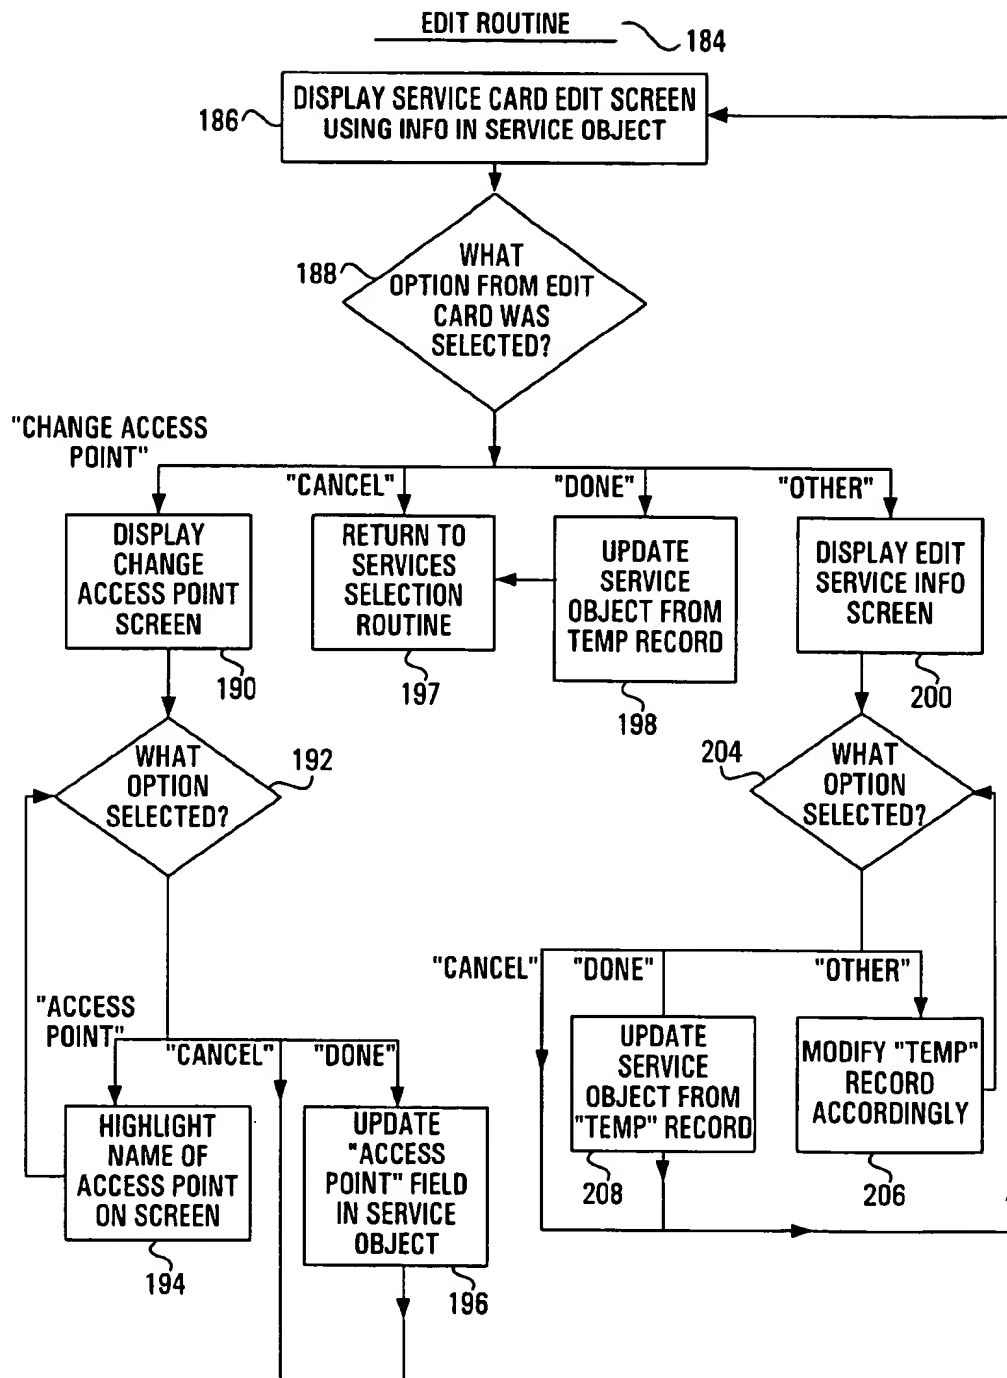 EDIT ROUTINE
184
DISPLAY SERVICE CARD EDIT SCREEN
USING INFO IN SERVICE OBJECT
186
WHAT
OPTION FROM EDIT
CARD WAS
SELECTED?
188
"CHANGE ACCESS
POINT"
"CANCEL"
"DONE"
"OTHER"
DISPLAY
CHANGE
ACCESS POINT
SCREEN
190
RETURN TO
SERVICES
SELECTION
ROUTINE
197
UPDATE
SERVICE
OBJECT FROM
TEMP RECORD
198
DISPLAY EDIT
SERVICE INFO
SCREEN
200
WHAT
OPTION
SELECTED?
192
204
WHAT
OPTION
SELECTED?
"ACCESS
POINT"
"CANCEL"
"DONE"
"CANCEL"
"DONE"
"OTHER"
HIGHLIGHT
NAME OF
ACCESS POINT
ON SCREEN
194
UPDATE
"ACCESS
POINT" FIELD
IN SERVICE
OBJECT
196
UPDATE
SERVICE
OBJECT FROM
"TEMP" RECORD
208
MODIFY "TEMP"
RECORD
ACCORDINGLY
206